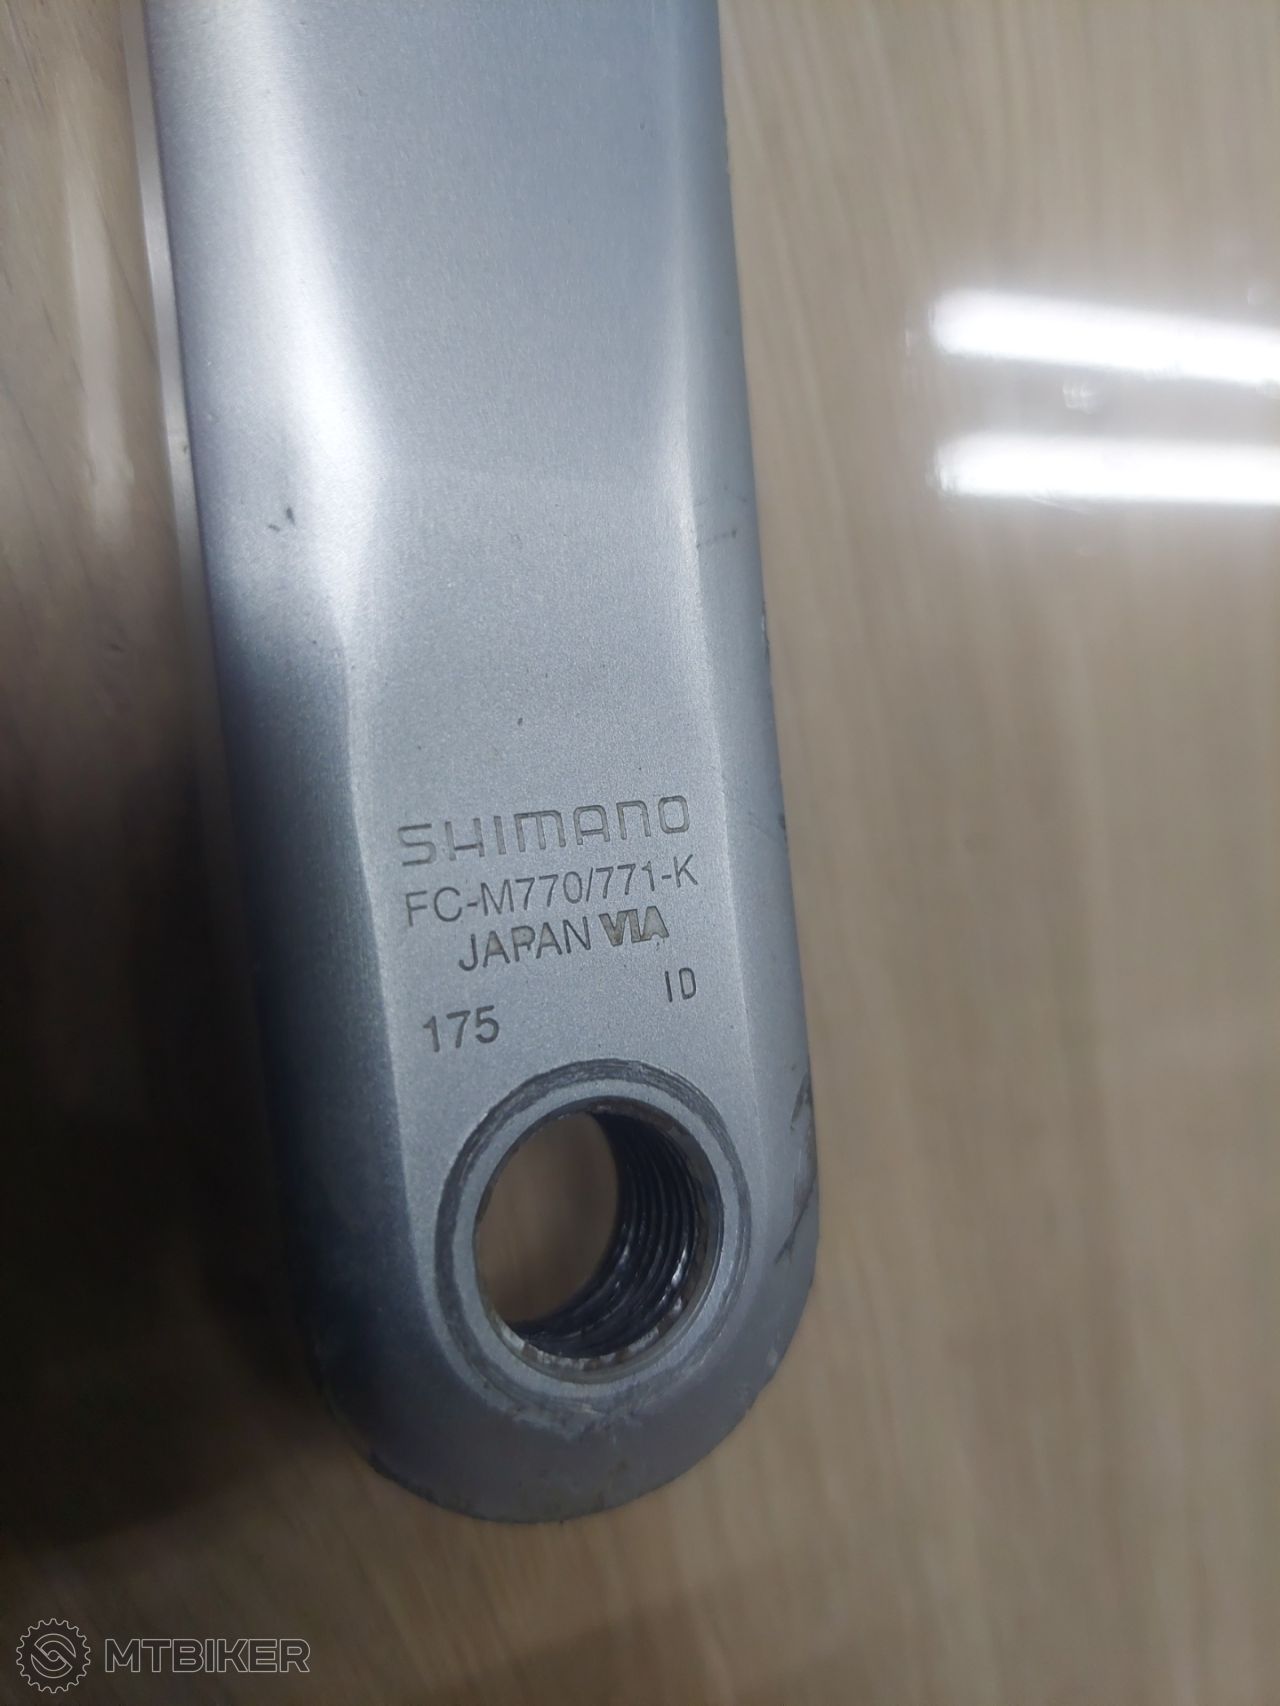 SHIMANO
FC-M770/771-K
JAPAN VIA
ID
175
MTBIKER